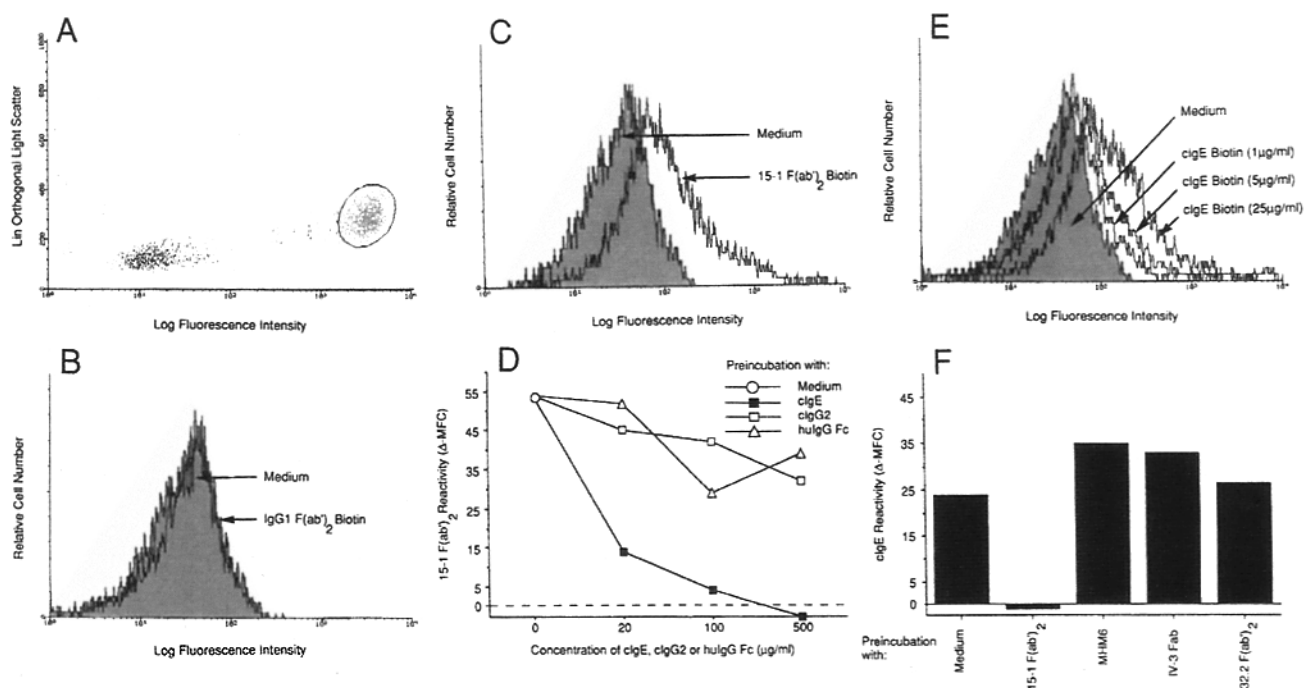 A
Lin Orthogonal Light Scatter
1000
800
600
400
200
Log Fluorescence Intensity
B
Relative Cell Number
Medium
IgG1 F(ab')2 Biotin
Log Fluorescence Intensity
C
Relative Cell Number
Medium
15-1 F(ab')2 Biotin
Log Fluorescence Intensity
D
Preincubation with:
Medium
cIgE
cIgG2
huIgG Fc
15-1 F(ab')2 Reactivity (Δ-MFC)
55
45
35
25
15
5
0
0 20 100 500
Concentration of cIgE, cIgG2 or huIgG Fc (µg/ml)
E
Relative Cell Number
Medium
cIgE Biotin (1µg/ml)
cIgE Biotin (5µg/ml)
cIgE Biotin (25µg/ml)
Log Fluorescence Intensity
F
cIgE Reactivity (Δ-MFC)
45
35
25
15
5
0
Preincubation
with:
Medium
15-1 F(ab')2
MHM6
IV-3 Fab
32.2 F(ab')2